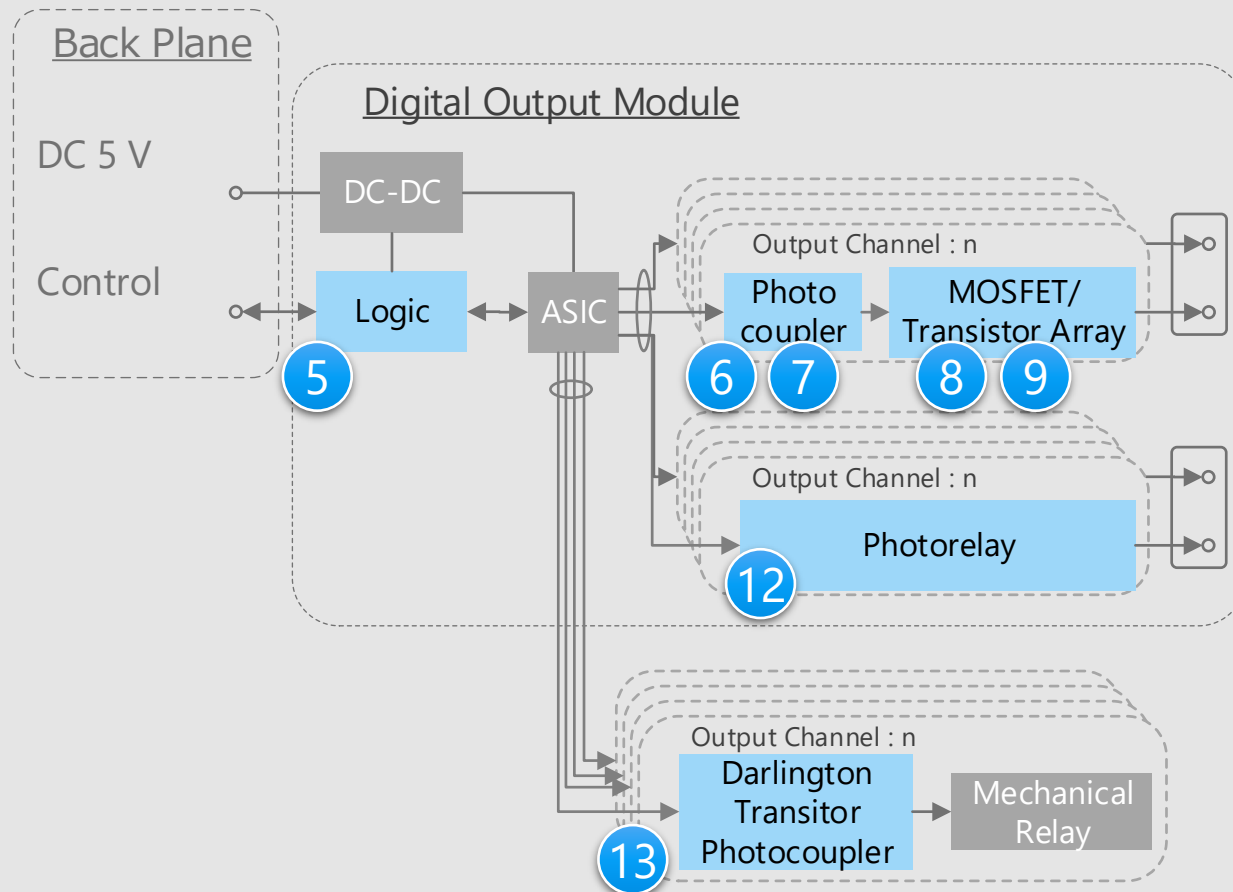 Back Plane
Digital Output Module
DC 5 V
DC-DC
Control
Logic
ASIC
5
Output Channel : n
Photo
coupler
MOSFET/
Transistor Array
6
7
8
9
Output Channel : n
Photorelay
12
Output Channel : n
Darlington
Transitor
Photocoupler
Mechanical
Relay
13